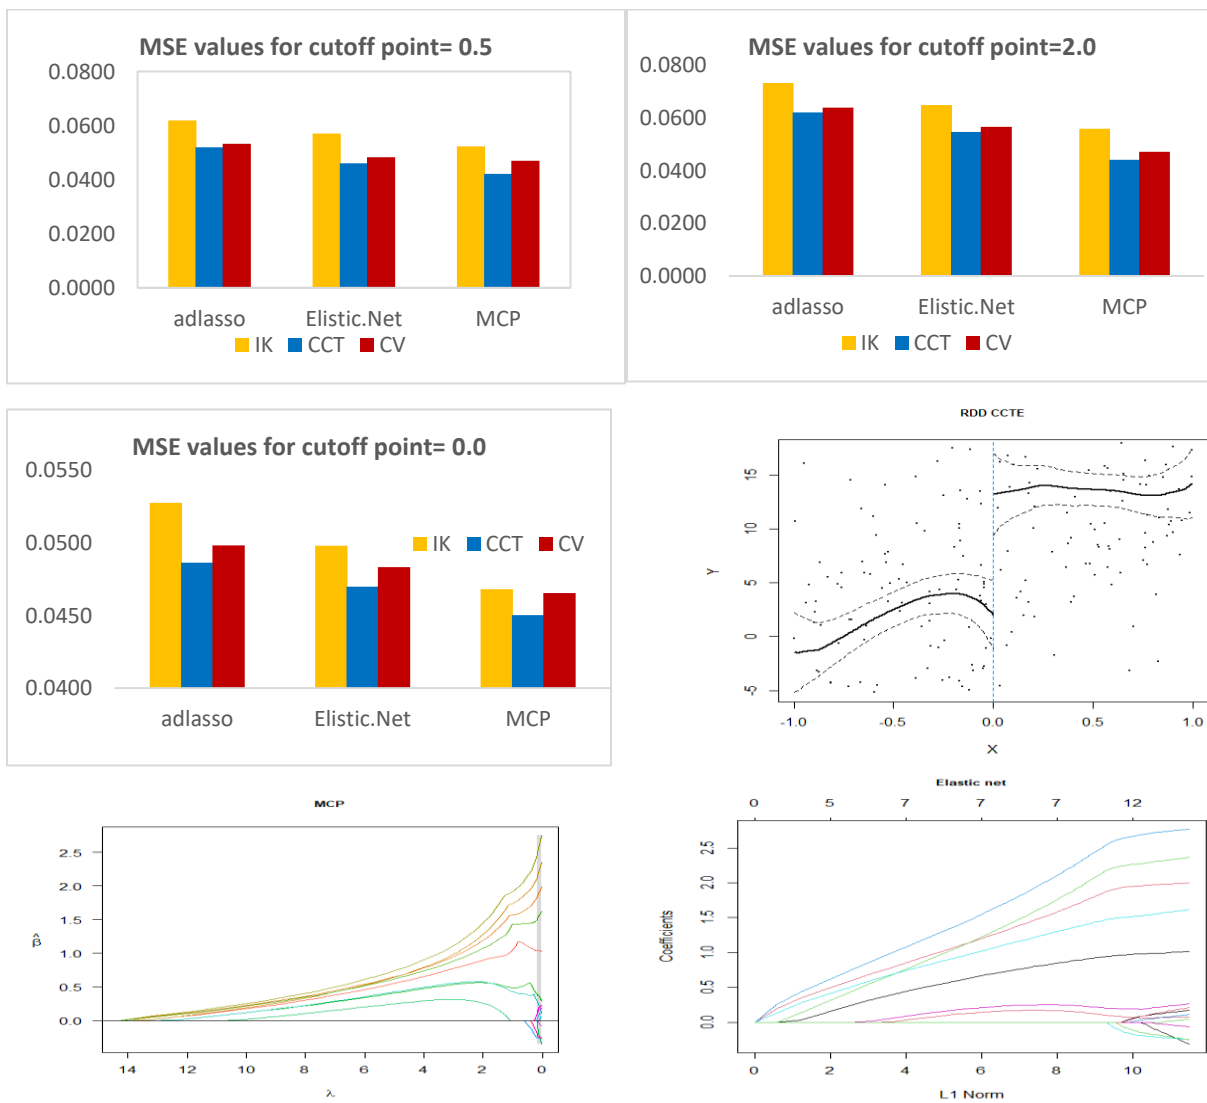 MSE values for cutoff point= 0.5
0.0800
0.0600
0.0400
0.0200
0.0000
adlasso Elistic.Net MCP
IK CCT CV
MSE values for cutoff point=2.0
0.0800
0.0600
0.0400
0.0200
0.0000
adlasso Elistic.Net MCP
IK CCT CV
MSE values for cutoff point= 0.0
0.0550
0.0500
0.0450
0.0400
IK CCT CV
adlasso Elistic.Net MCP
RDD CCTE
15
10
5
0
-5
Y
-1.0 -0.5 0.0 0.5 1.0
X
MCP
2.5
2.0
1.5
1.0
0.5
0.0
14 12 10 8 6 4 2 0
λ
Elastic net
0 5 7 7 7 12
Coefficients
2.5
2.0
1.5
1.0
0.5
0.0
0 2 4 6 8 10
L1 Norm